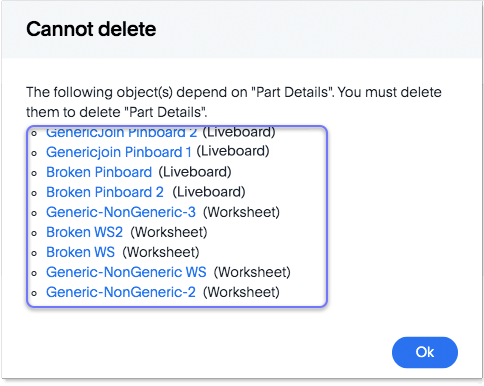 Cannot delete
The following object(s) depend on "Part Details". You must delete
them to delete "Part Details".
GenericJoin Pinboard 2 (Liveboard)
Genericjoin Pinboard 1 (Liveboard)
Broken Pinboard (Liveboard)
Broken Pinboard 2 (Liveboard)
Generic-NonGeneric-3 (Worksheet)
Broken WS2 (Worksheet)
Broken WS (Worksheet)
Generic-NonGeneric WS (Worksheet)
Generic-NonGeneric-2 (Worksheet)
Ok